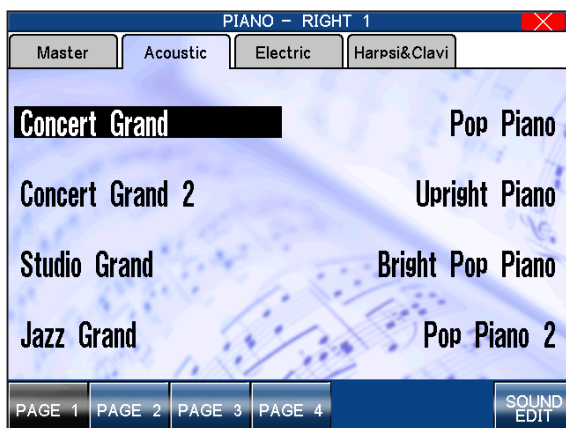 PIANO – RIGHT 1
Master Acoustic Electric Harpsi&Clavi
Concert Grand Pop Piano
Concert Grand 2 Upright Piano
Studio Grand Bright Pop Piano
Jazz Grand Pop Piano 2
PAGE 1 PAGE 2 PAGE 3 PAGE 4 SOUND EDIT